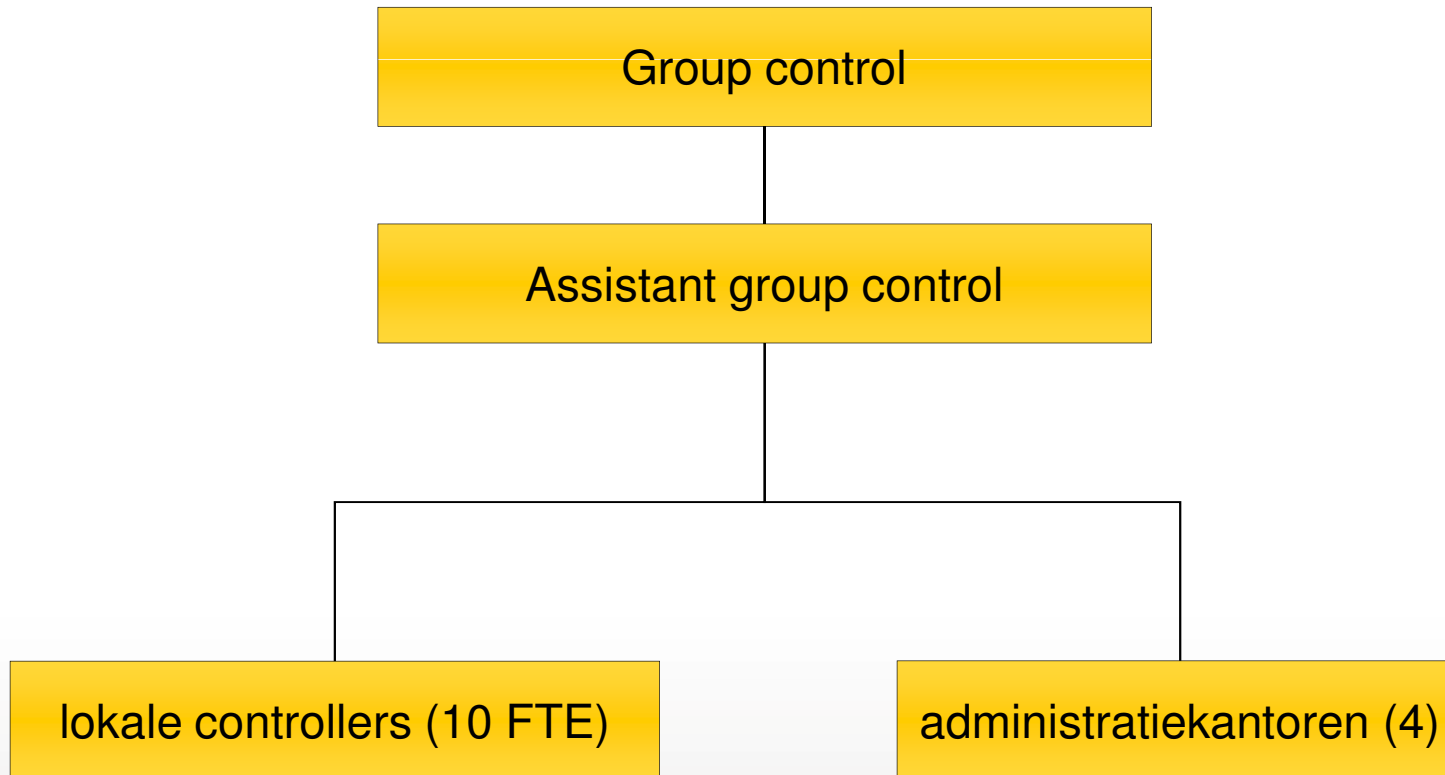 Group control
Assistant group control
lokale controllers (10 FTE)
administratiekantoren (4)